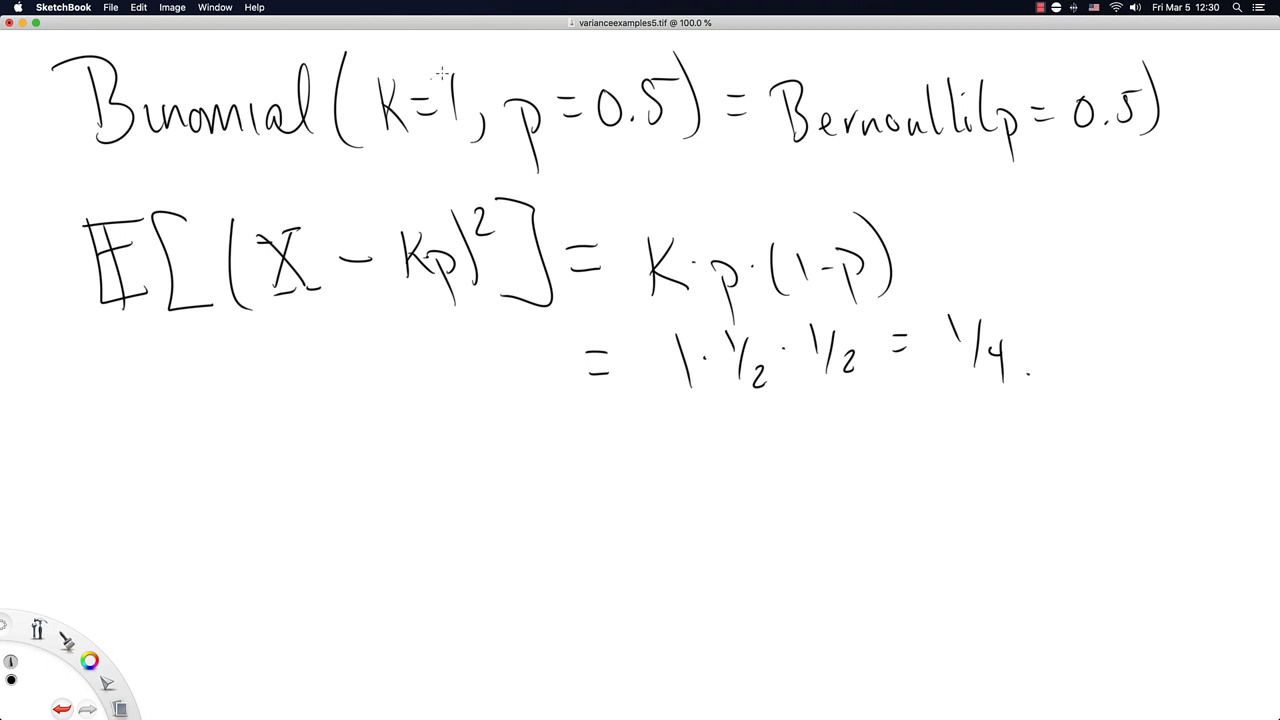 SketchBook File Edit Image Window Help Fri Mar 5 12:30
varianceexamples5.tif @ 100.0 %
Binomial(K=1, p=0.5) = Bernoulli(p=0.5)
𝔼[(X - Kp)²] = K·p·(1-p)
= 1·1/2·1/2 = 1/4.